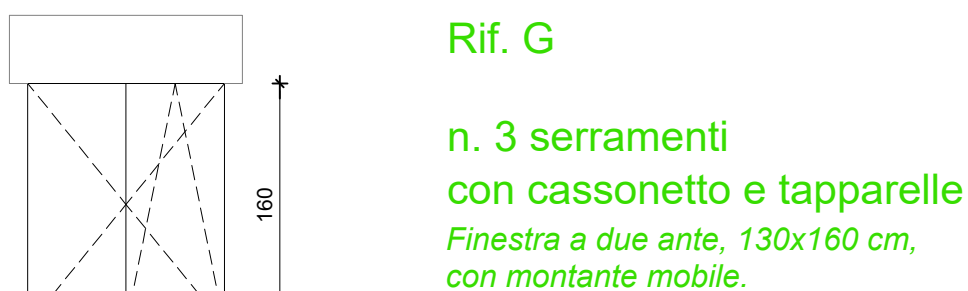 Rif. G
n. 3 serramenti
con cassonetto e tapparelle
160
Finestra a due ante, 130x160 cm,
con montante mobile.